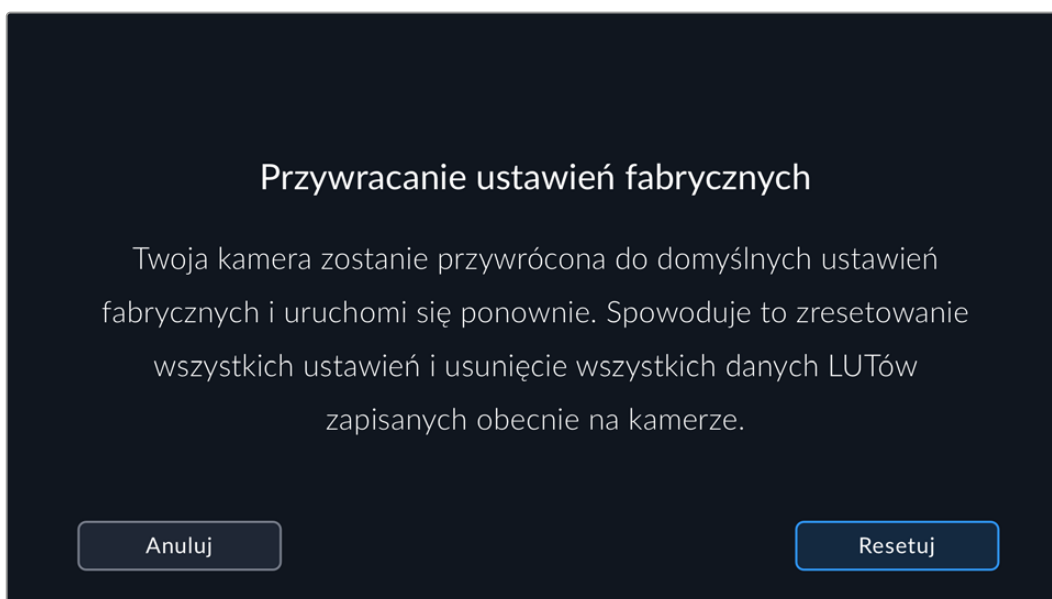 Przywracanie ustawień fabrycznych
Twoja kamera zostanie przywrócona do domyślnych ustawień
fabrycznych i uruchomi się ponownie. Spowoduje to zresetowanie
wszystkich ustawień i usunięcie wszystkich danych LUTów
zapisanych obecnie na kamerze.
Anuluj
Resetuj